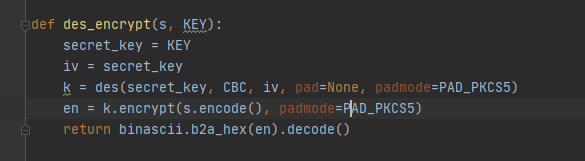 def des_encrypt(s, KEY):
    secret_key = KEY
    iv = secret_key
    k = des(secret_key, CBC, iv, pad=None, padmode=PAD_PKCS5)
    en = k.encrypt(s.encode(), padmode=PAD_PKCS5)
    return binascii.b2a_hex(en).decode()